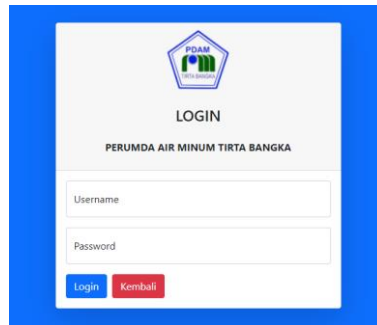 PDAM
TIRTA BANGKA
LOGIN
PERUMDA AIR MINUM TIRTA BANGKA
Username
Password
Login Kembali